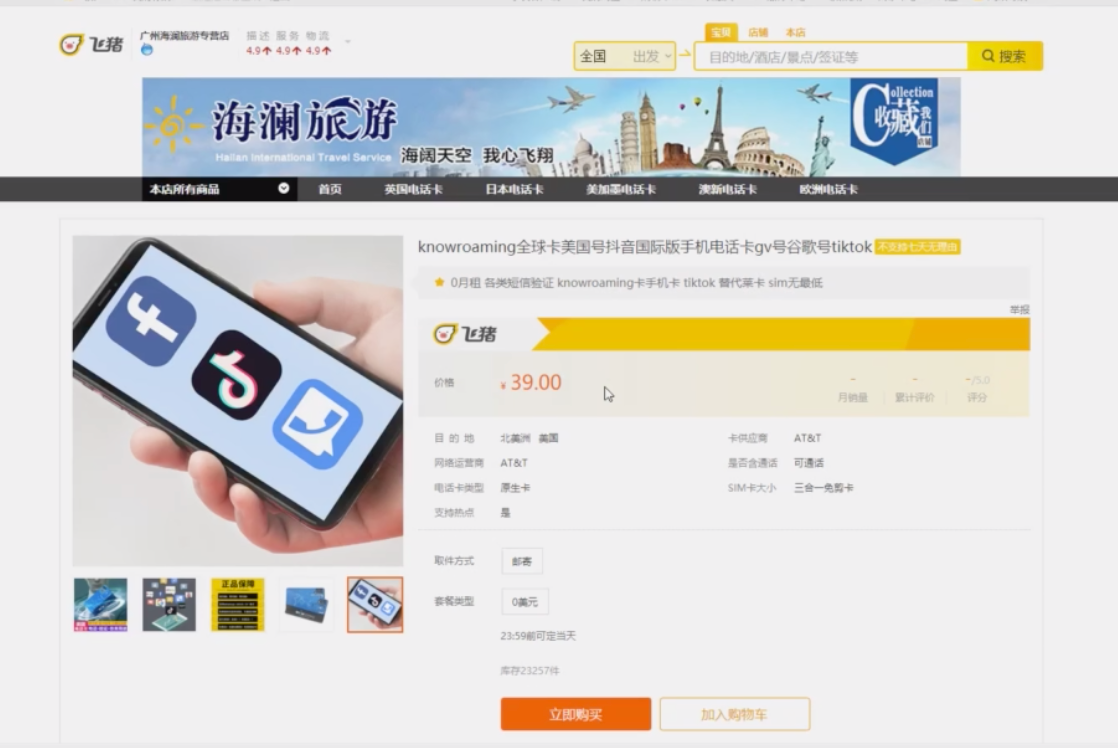 飞猪
广州海澜旅游专营店
描述 服务 物流
4.9 4.9 4.9
宝贝 店铺 本店
全国 出发
目的地/酒店/景点/签证等
搜索
海澜旅游
Hailan International Travel Service
海阔天空 我心飞翔
Collection
收藏我们
本店所有商品 首页 英国电话卡 日本电话卡 美加墨电话卡 澳新电话卡 欧洲电话卡
knowroaming全球卡美国号抖音国际版手机电话卡gv号谷歌号tiktok
不支持七天无理由
0月租 各类短信验证 knowroaming卡手机卡 tiktok 替代莱卡 sim无最低
举报
飞猪
价格 ¥ 39.00
- - -/5.0
月销量 累计评价 评分
目的地 北美洲 美国 卡供应商 AT&T
网络运营商 AT&T 是否含通话 可通话
电话卡类型 原生卡 SIM卡大小 三合一免剪卡
支持热点 是
取件方式 邮寄
正品保障
套餐类型 0美元
23:59前可定当天
库存23257件
立即购买 加入购物车